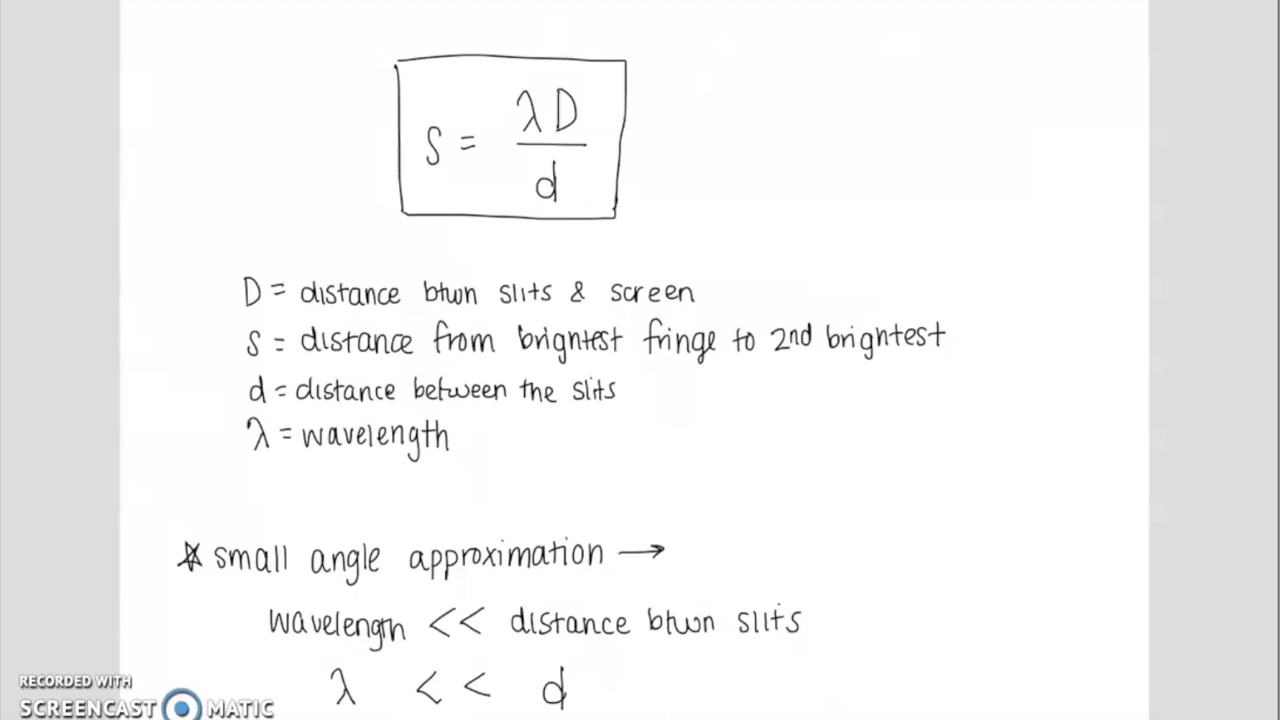 S = λD
d
D = distance btwn slits & screen
S = distance from brightest fringe to 2nd brightest
d = distance between the slits
λ = wavelength
☆ small angle approximation →
wavelength << distance btwn slits
λ << d
RECORDED WITH
SCREENCAST MATIC